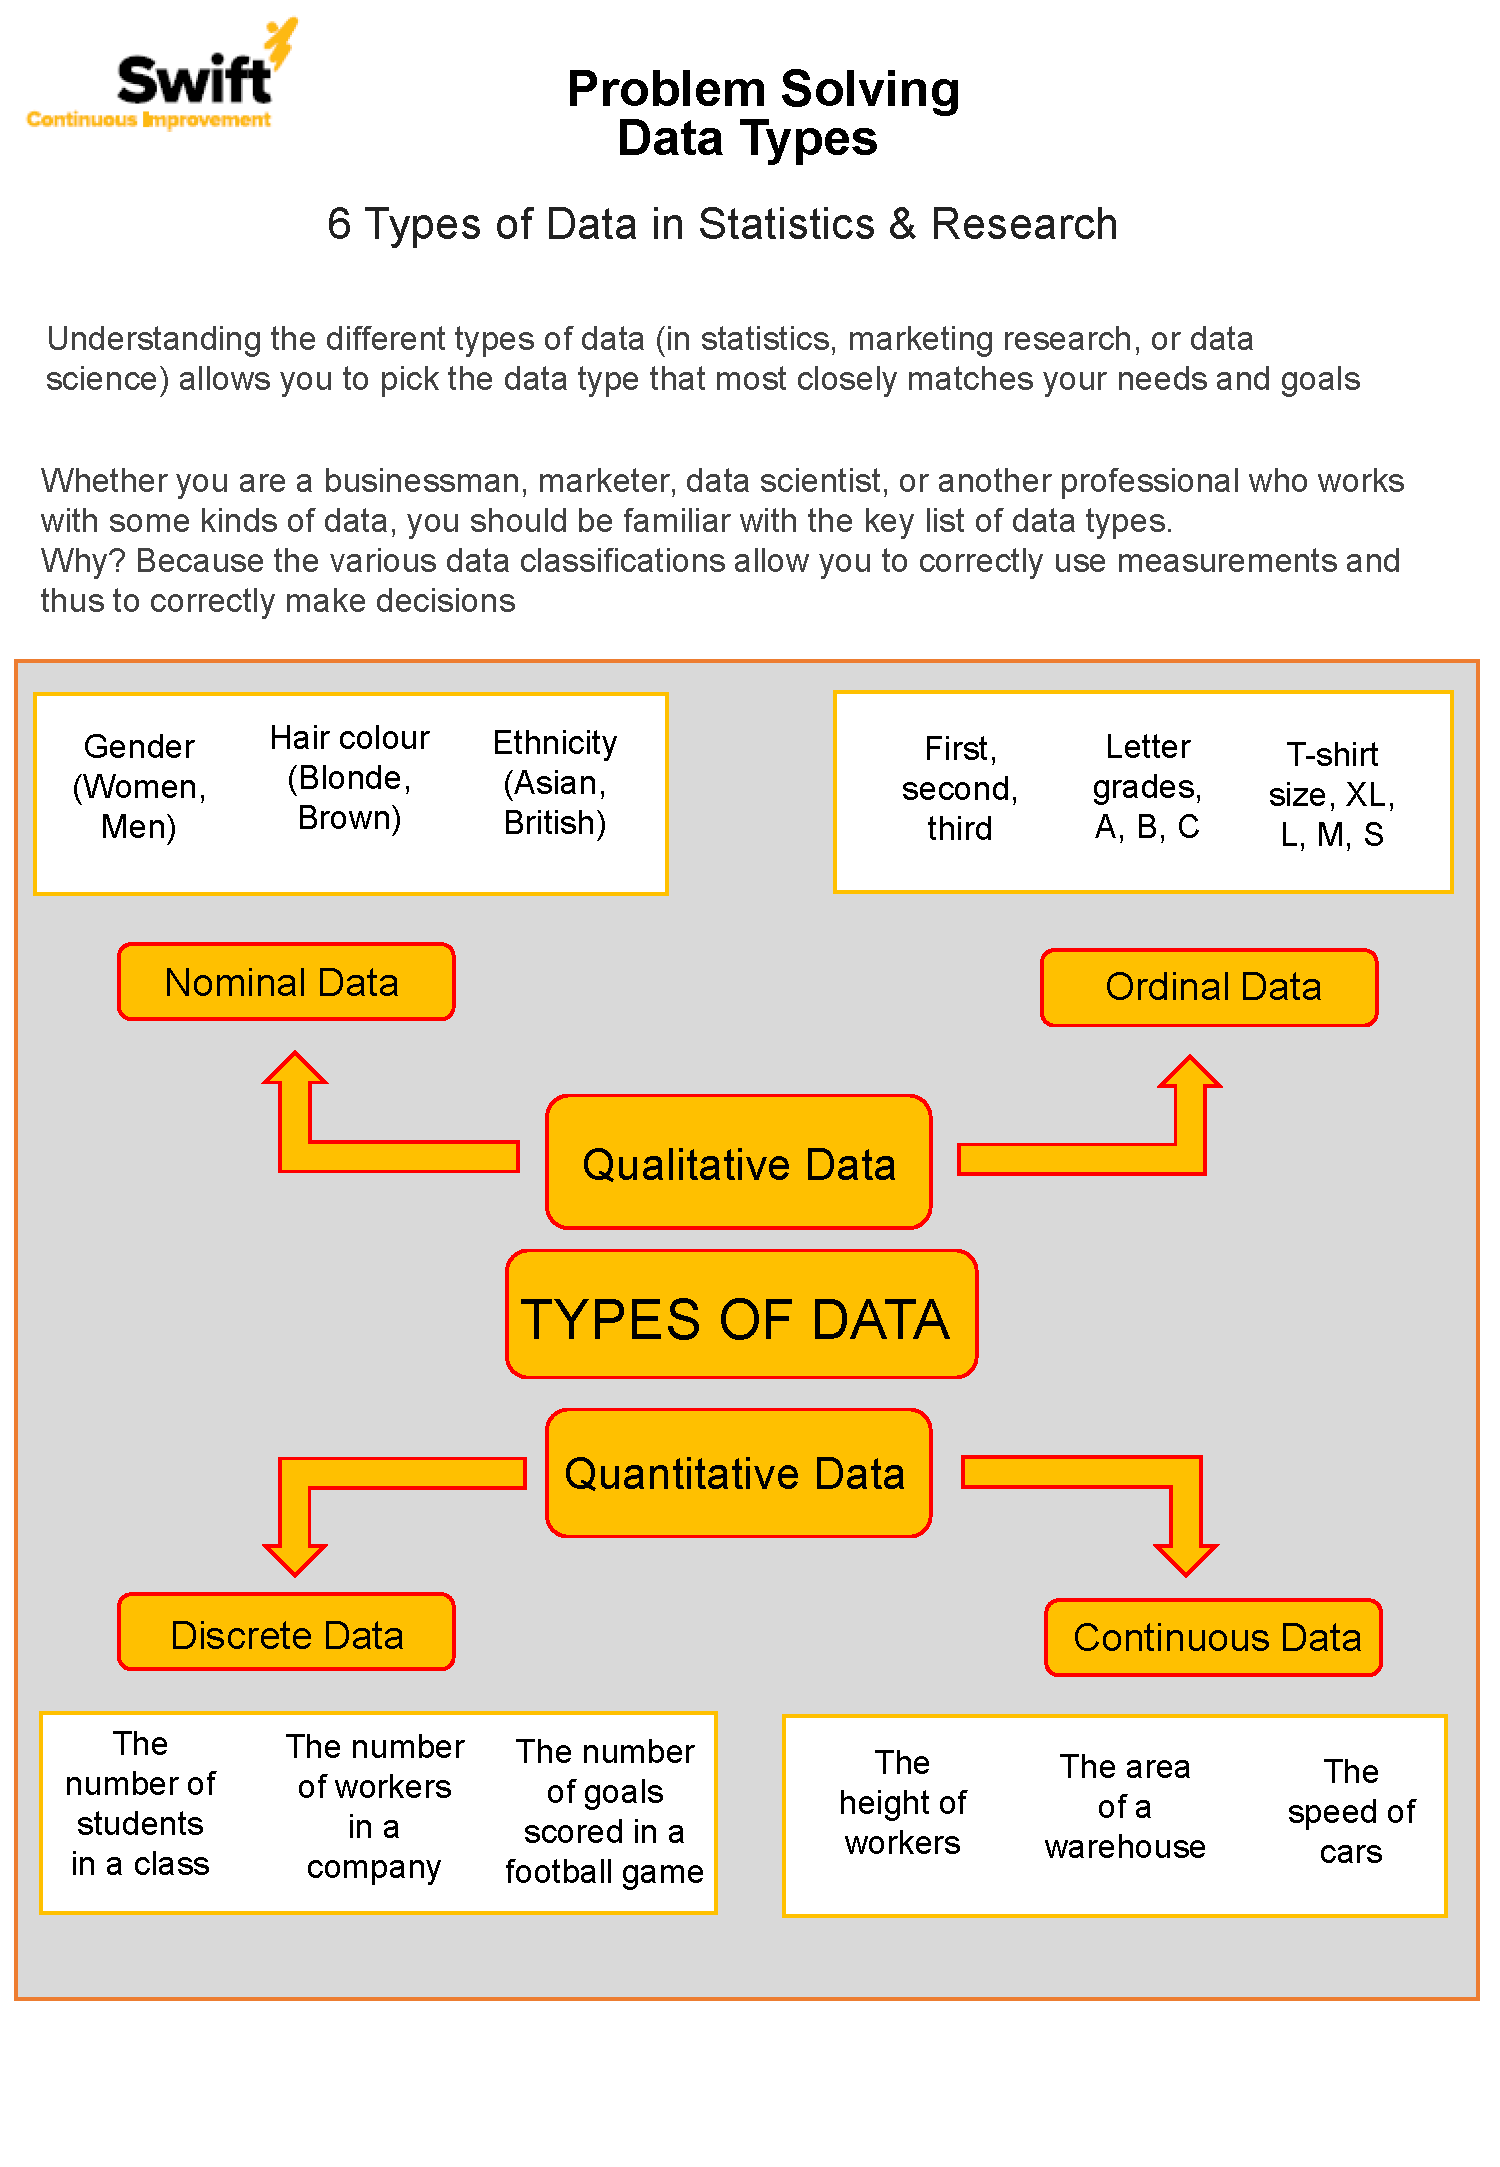 Swift
Continuous Improvement
Problem Solving
Data Types
6 Types of Data in Statistics & Research
Understanding the different types of data (in statistics, marketing research, or data
science) allows you to pick the data type that most closely matches your needs and goals
Whether you are a businessman, marketer, data scientist, or another professional who works
with some kinds of data, you should be familiar with the key list of data types.
Why? Because the various data classifications allow you to correctly use measurements and
thus to correctly make decisions
Gender
(Women,
Men)
Hair colour
(Blonde,
Brown)
Ethnicity
(Asian,
British)
First,
second,
third
Letter
grades,
A, B, C
T-shirt
size, XL,
L, M, S
Nominal Data
Ordinal Data
Qualitative Data
TYPES OF DATA
Quantitative Data
Discrete Data
Continuous Data
The
number of
students
in a class
The number
of workers
in a
company
The number
of goals
scored in a
football game
The
height of
workers
The area
of a
warehouse
The
speed of
cars